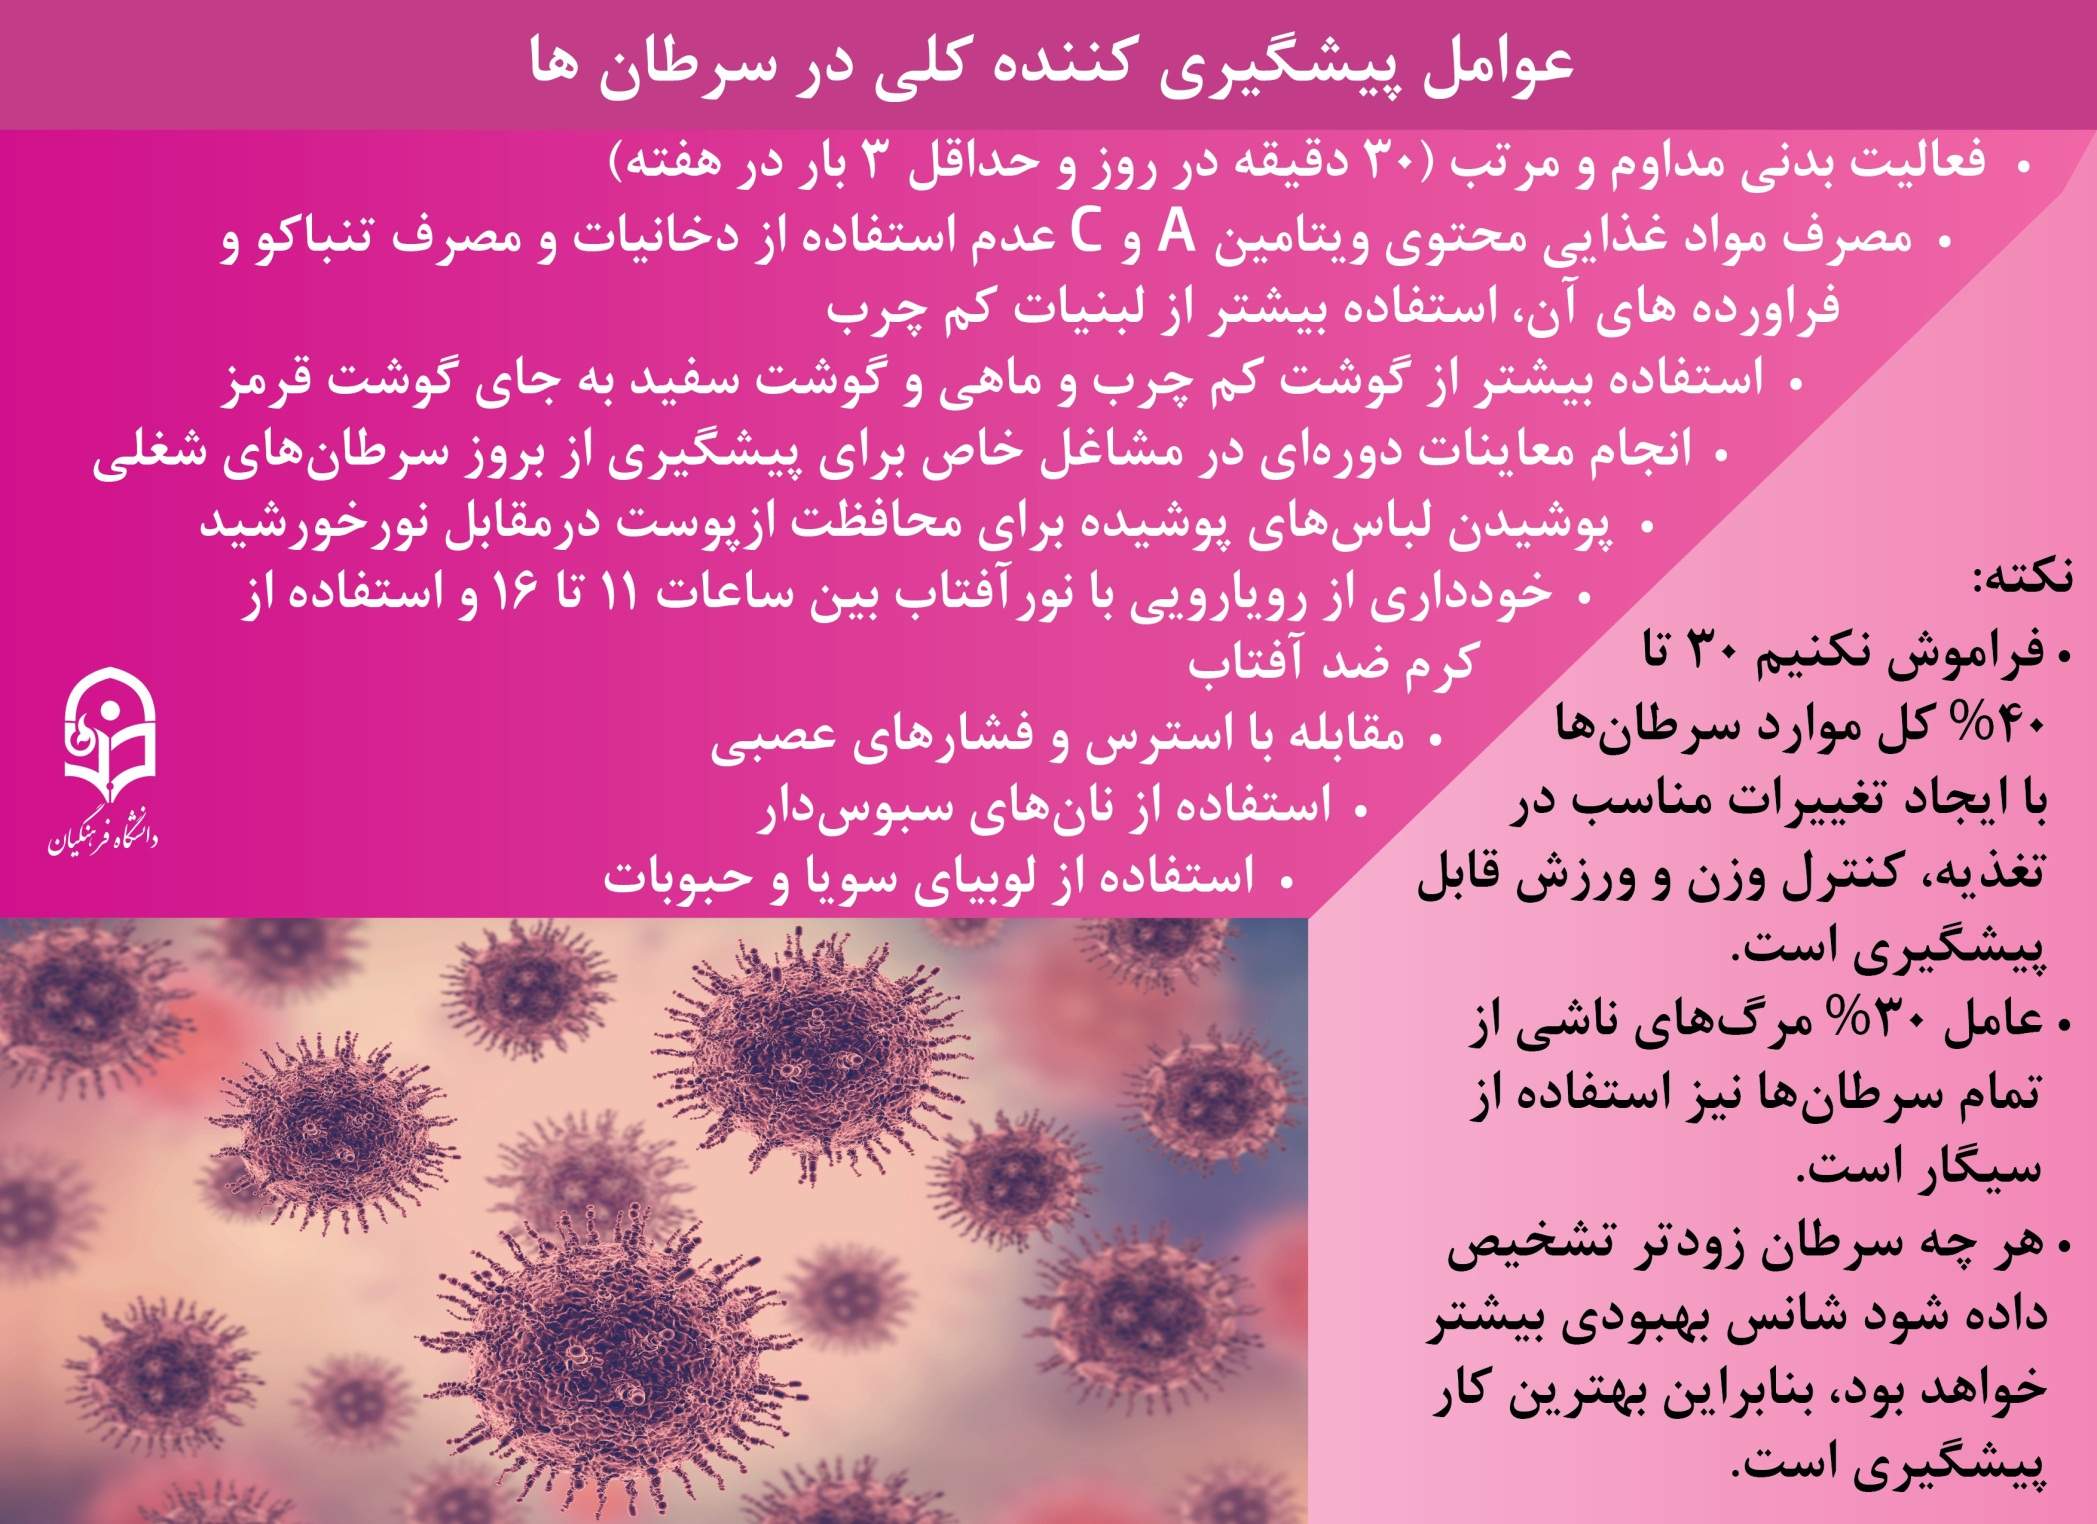 عوامل پیشگیری کننده کلی در سرطان ها
• فعالیت بدنی مداوم و مرتب (۳۰ دقیقه در روز و حداقل ۳ بار در هفته)
• مصرف مواد غذایی محتوی ویتامین A و C عدم استفاده از دخانیات و مصرف تنباکو و
فراورده های آن، استفاده بیشتر از لبنیات کم چرب
• استفاده بیشتر از گوشت کم چرب و ماهی و گوشت سفید به جای گوشت قرمز
• انجام معاینات دوره‌ای در مشاغل خاص برای پیشگیری از بروز سرطان‌های شغلی
• پوشیدن لباس‌های پوشیده برای محافظت ازپوست درمقابل نورخورشید
• خودداری از رویارویی با نورآفتاب بین ساعات ۱۱ تا ۱۶ و استفاده از
کرم ضد آفتاب
• مقابله با استرس و فشارهای عصبی
• استفاده از نان‌های سبوس‌دار
• استفاده از لوبیای سویا و حبوبات
دانشگاه فرهنگیان
نکته:
• فراموش نکنیم ۳۰ تا
۴۰% کل موارد سرطان‌ها
با ایجاد تغییرات مناسب در
تغذیه، کنترل وزن و ورزش قابل
پیشگیری است.
• عامل ۳۰% مرگ‌های ناشی از
تمام سرطان‌ها نیز استفاده از
سیگار است.
• هر چه سرطان زودتر تشخیص
داده شود شانس بهبودی بیشتر
خواهد بود، بنابراین بهترین کار
پیشگیری است.